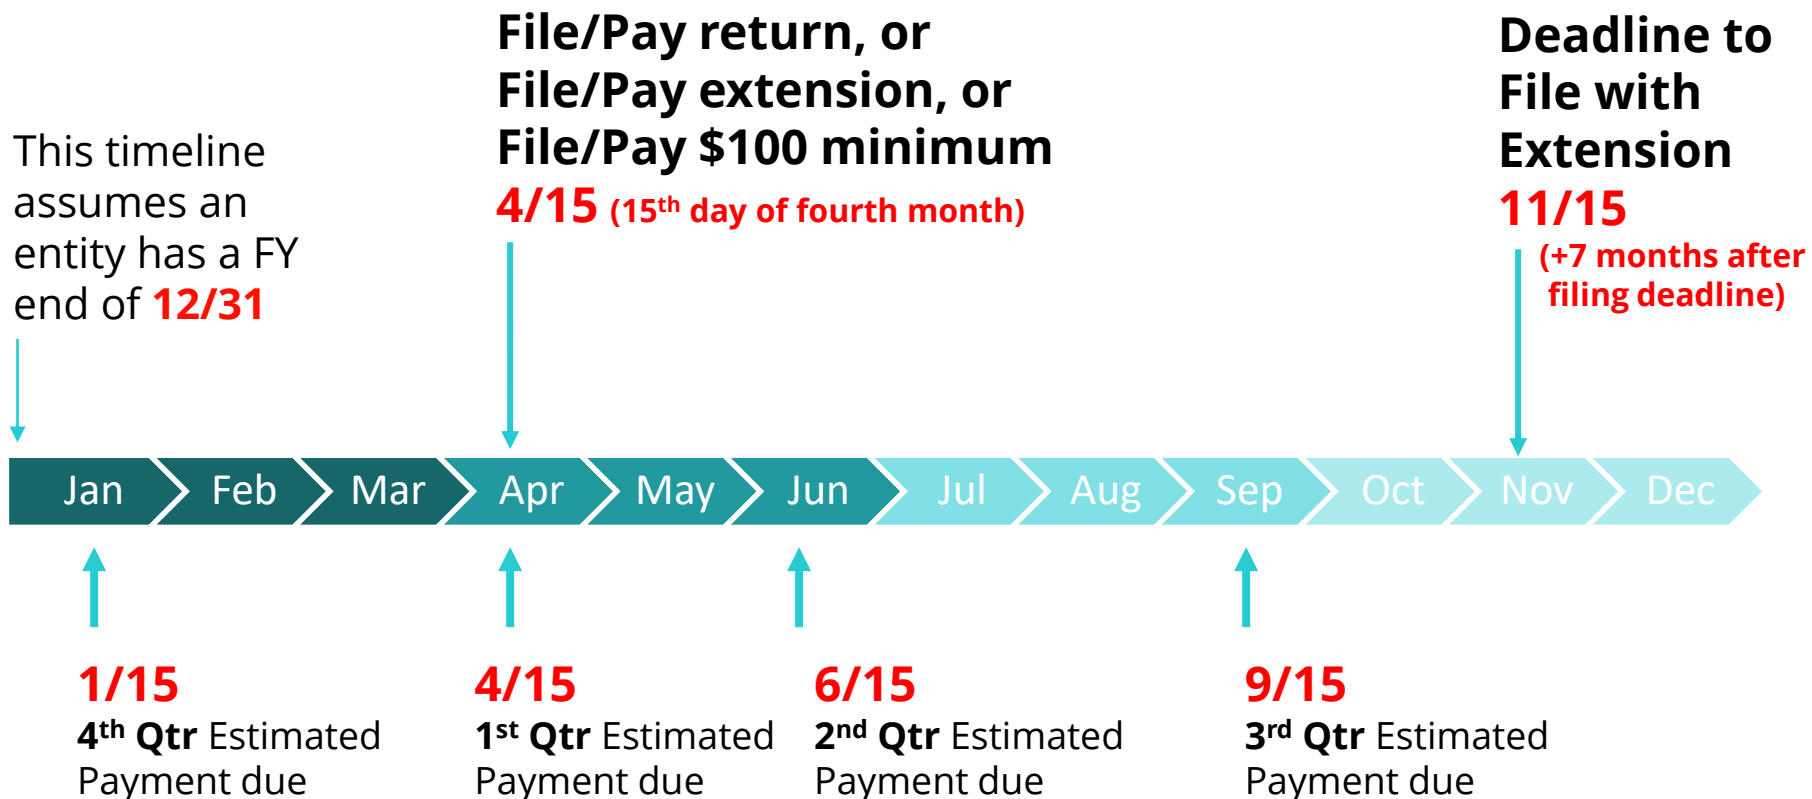 This timeline
assumes an
entity has a FY
end of 12/31
File/Pay return, or
File/Pay extension, or
File/Pay $100 minimum
4/15 (15th day of fourth month)
Deadline to
File with
Extension
11/15
(+7 months after
filing deadline)
Jan Feb Mar Apr May Jun Jul Aug Sep Oct Nov Dec
1/15
4th Qtr Estimated
Payment due
4/15
1st Qtr Estimated
Payment due
6/15
2nd Qtr Estimated
Payment due
9/15
3rd Qtr Estimated
Payment due